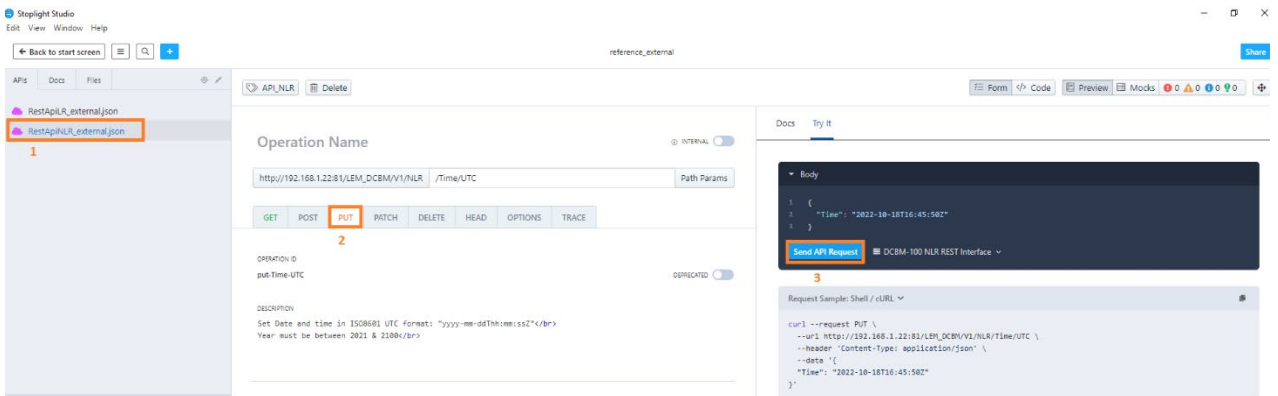 Stoplight Studio
Edit View Window Help
← Back to start screen
reference_external
Share
APIs Docs Files
API_NLR Delete
Form </> Code Preview Mocks 0 0 0 0
RestApiLR_external.json
RestApiNLR_external.json
1
Operation Name
INTERNAL
http://192.168.1.22:81/LEM_DCBM/V1/NLR /Time/UTC Path Params
GET POST PUT PATCH DELETE HEAD OPTIONS TRACE
2
OPERATION ID
put-Time-UTC
DEPRECATED
DESCRIPTION
Set Date and time in ISO8601 UTC format: "yyyy-mm-ddThh:mm:ssZ"</br>
Year must be between 2021 & 2100</br>
Docs Try It
Body
1 {
2 "Time": "2022-10-18T16:45:50Z"
3 }
Send API Request DCBM-100 NLR REST Interface
3
Request Sample: Shell / cURL
curl --request PUT \
--url http://192.168.1.22:81/LEM_DCBM/V1/NLR/Time/UTC \
--header 'Content-Type: application/json' \
--data '{
"Time": "2022-10-18T16:45:50Z"
}'